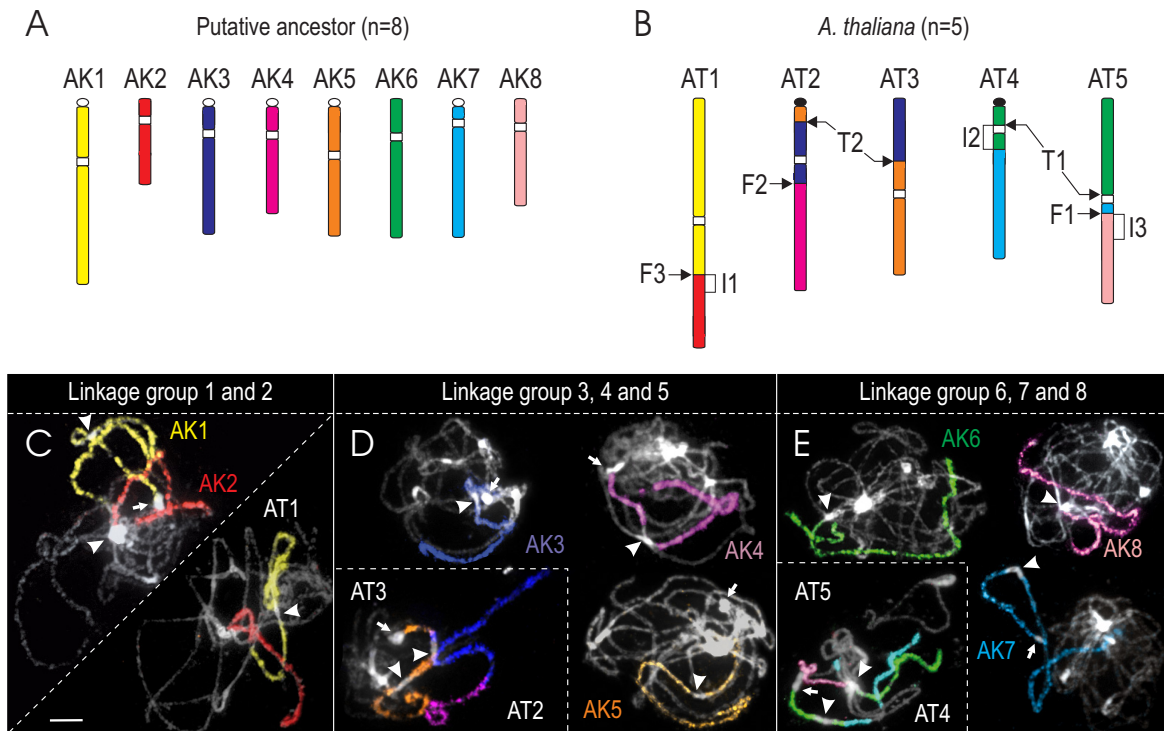 A
Putative ancestor (n=8)
AK1 AK2 AK3 AK4 AK5 AK6 AK7 AK8
B
A. thaliana (n=5)
AT1 AT2 AT3 AT4 AT5
T2
I2
T1
F2
F1
I3
F3
I1
Linkage group 1 and 2
Linkage group 3, 4 and 5
Linkage group 6, 7 and 8
C
AK1
AK2
AT1
D
AK3
AK4
AT3
AT2
AK5
E
AK6
AK8
AT5
AK7
AT4